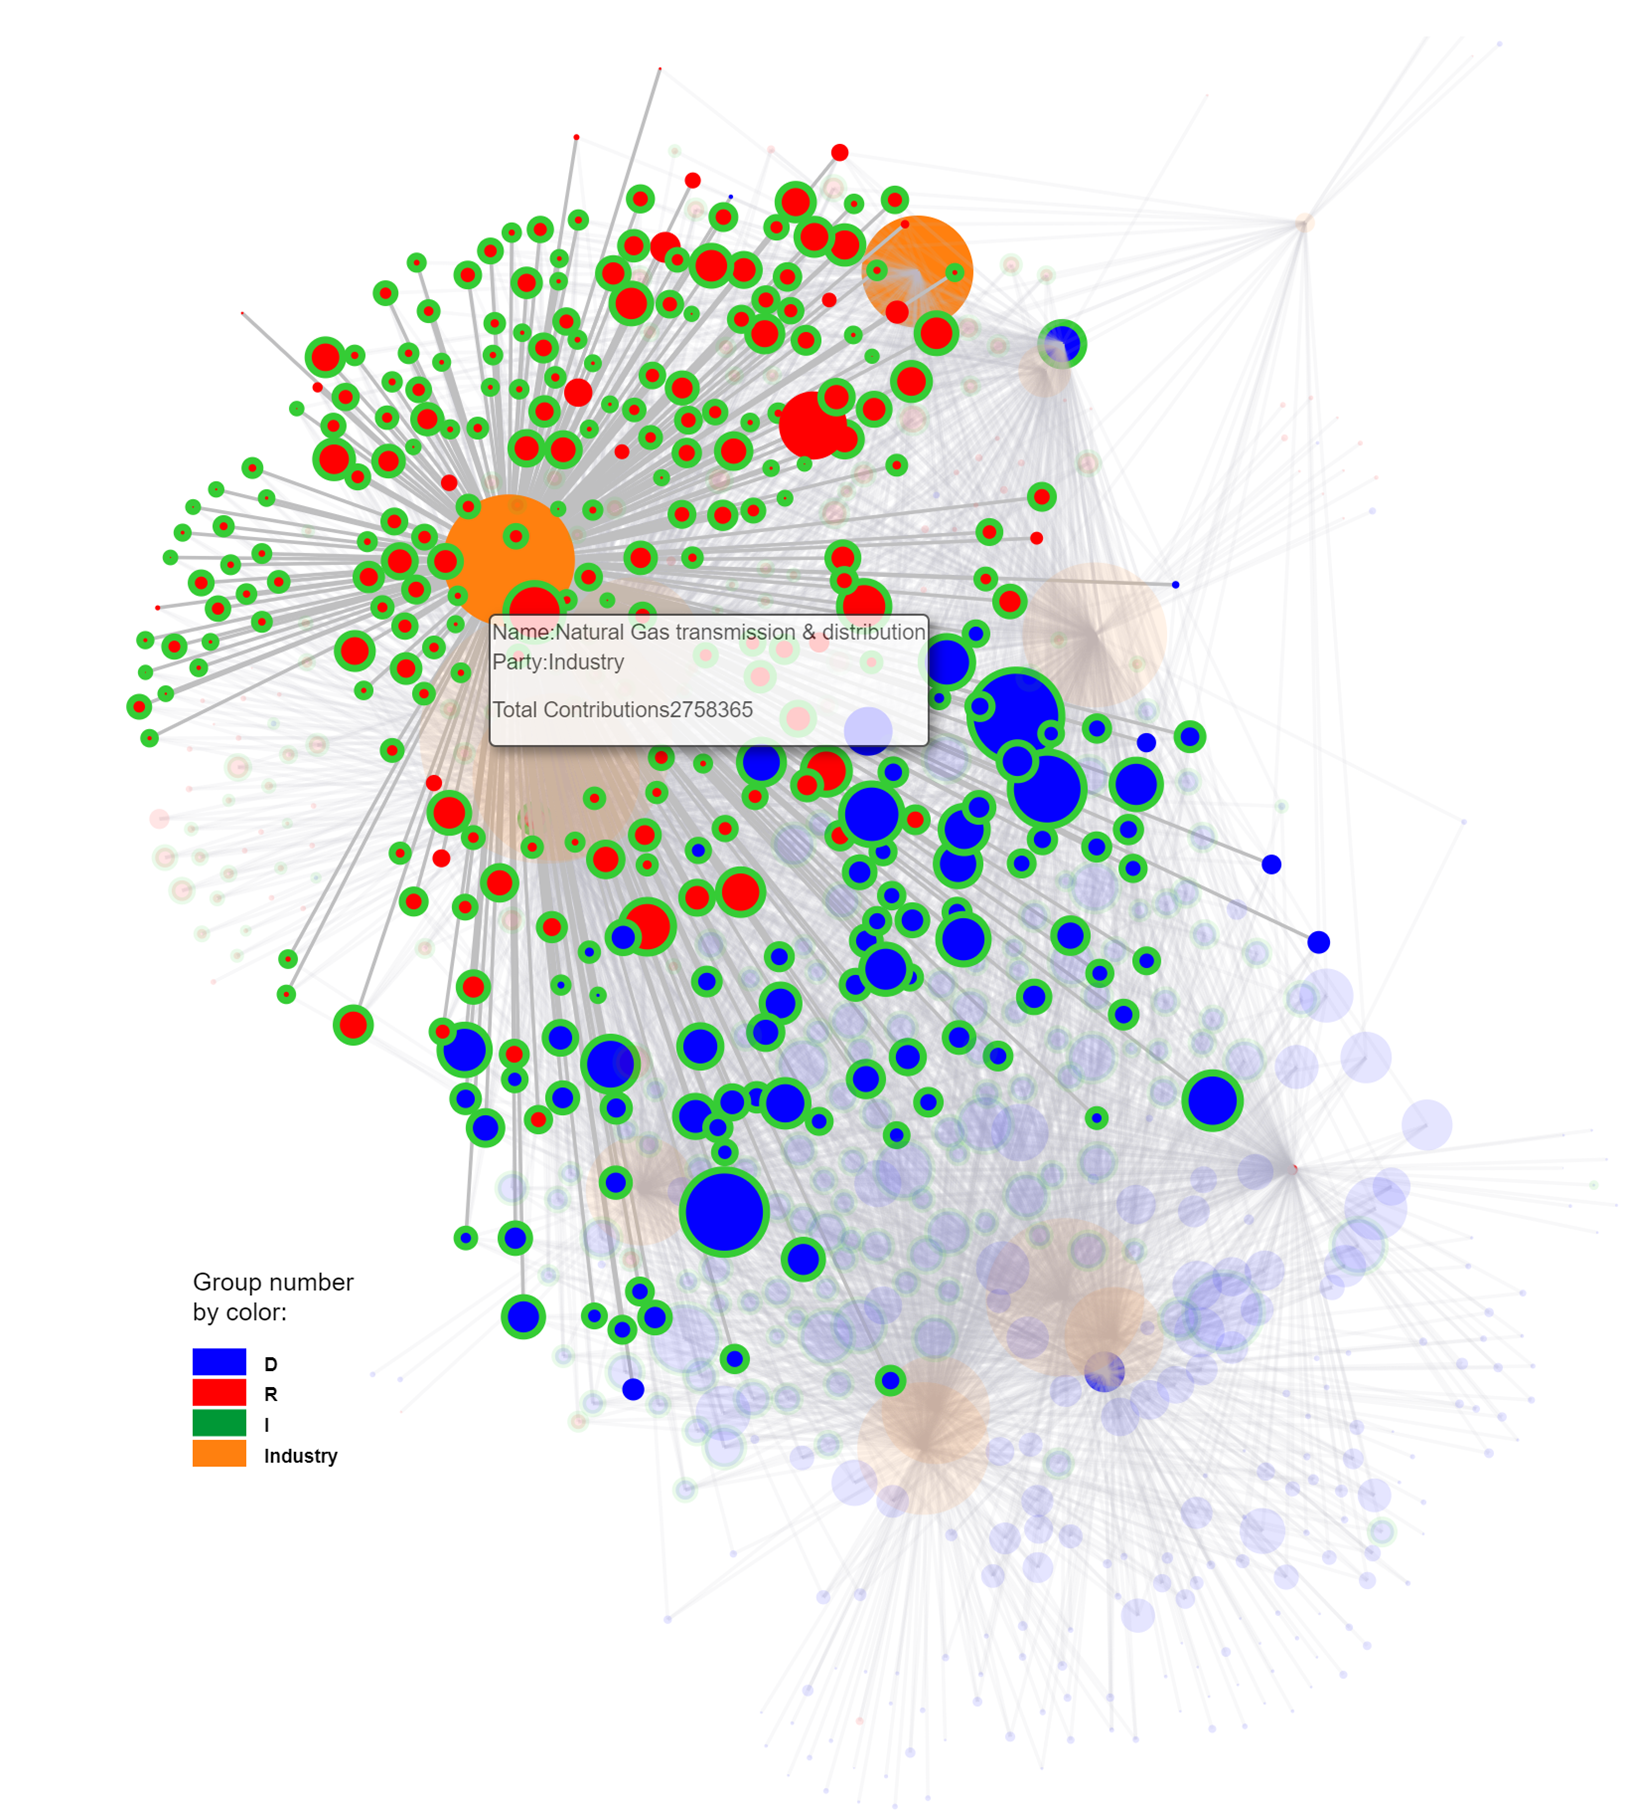 Name:Natural Gas transmission & distribution
Party:Industry
Total Contributions2758365
Group number
by color:
D
R
I
Industry